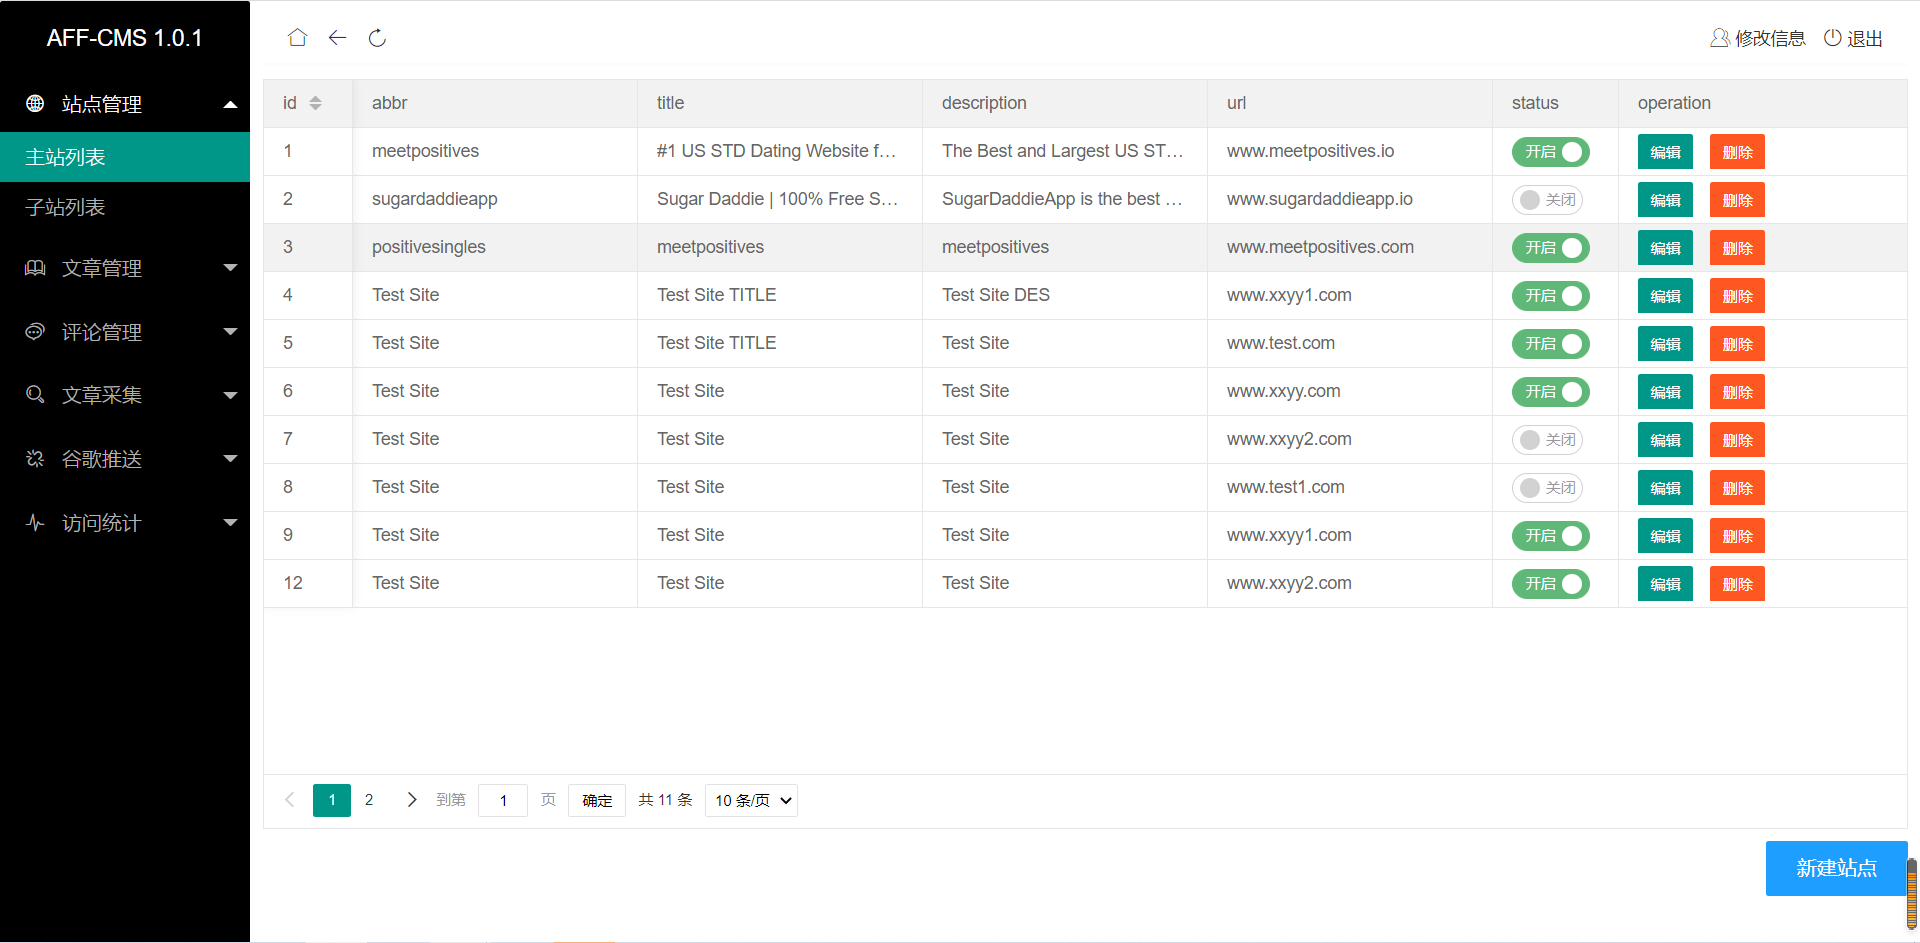 AFF-CMS 1.0.1
修改信息 退出
站点管理
主站列表
子站列表
文章管理
评论管理
文章采集
谷歌推送
访问统计
id abbr title description url status operation
1 meetpositives #1 US STD Dating Website f... The Best and Largest US ST... www.meetpositives.io 开启 编辑 删除
2 sugardaddieapp Sugar Daddie | 100% Free S... SugarDaddieApp is the best ... www.sugardaddieapp.io 关闭 编辑 删除
3 positivesingles meetpositives meetpositives www.meetpositives.com 开启 编辑 删除
4 Test Site Test Site TITLE Test Site DES www.xxyy1.com 开启 编辑 删除
5 Test Site Test Site TITLE Test Site www.test.com 开启 编辑 删除
6 Test Site Test Site Test Site www.xxyy.com 开启 编辑 删除
7 Test Site Test Site Test Site www.xxyy2.com 关闭 编辑 删除
8 Test Site Test Site Test Site www.test1.com 关闭 编辑 删除
9 Test Site Test Site Test Site www.xxyy1.com 开启 编辑 删除
12 Test Site Test Site Test Site www.xxyy2.com 开启 编辑 删除
1 2 到第 1 页 确定 共 11 条 10 条/页
新建站点